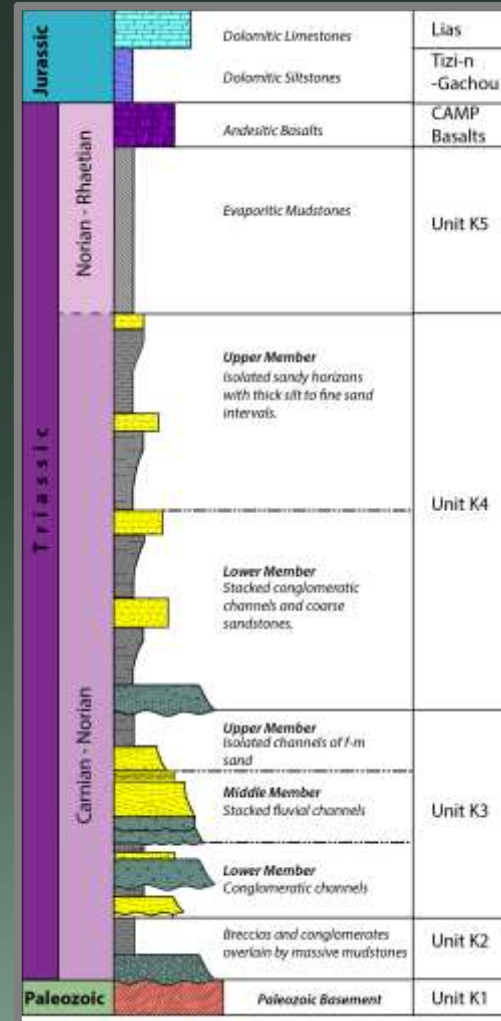 Jurassic
Dolomitic Limestones
Lias
Dolomitic Siltstones
Tizi-n
-Gachou
Triassic
Norian - Rhaetian
Andesitic Basalts
CAMP
Basalts
Evaporitic Mudstones
Unit K5
Carnian - Norian
Upper Member
Isolated sandy horizons
with thick silt to fine sand
intervals.
Unit K4
Lower Member
Stacked conglomeratic
channels and coarse
sandstones.
Upper Member
Isolated channels of f-m
sand
Middle Member
Stacked fluvial channels
Unit K3
Lower Member
Conglomeratic channels
Breccias and conglomerates
overlain by massive mudstones
Unit K2
Paleozoic
Paleozoic Basement
Unit K1